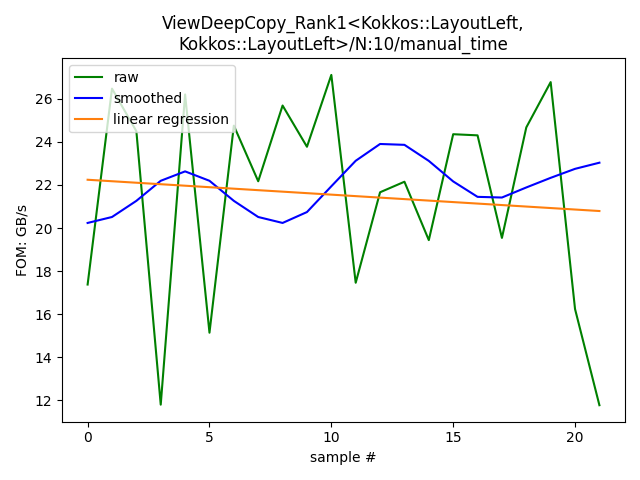 ViewDeepCopy_Rank1<Kokkos::LayoutLeft,
Kokkos::LayoutLeft>/N:10/manual_time
raw
smoothed
linear regression
FOM: GB/s
26
24
22
20
18
16
14
12
0
5
10
15
20
sample #